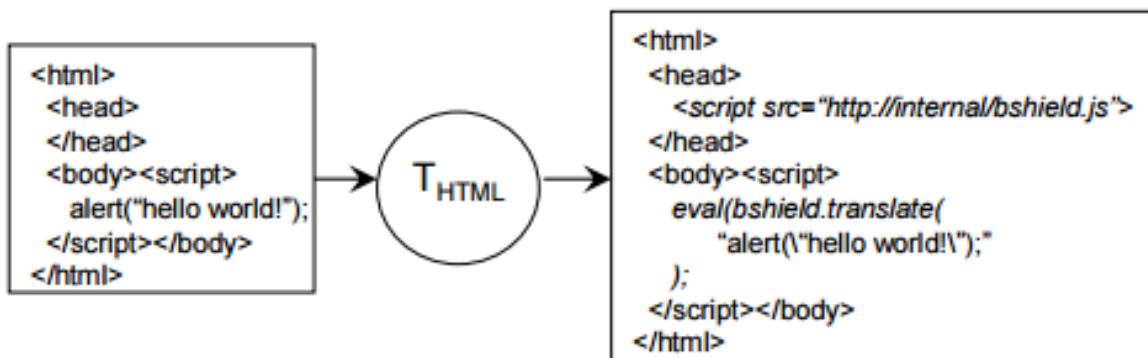 <html>
<head>
</head>
<body><script>
alert(“hello world!”);
</script></body>
</html>
T_HTML
<html>
<head>
<script src=“http://internal/bshield.js”>
</head>
<body><script>
eval(bshield.translate(
“alert(\“hello world!\”);”
);
</script></body>
</html>